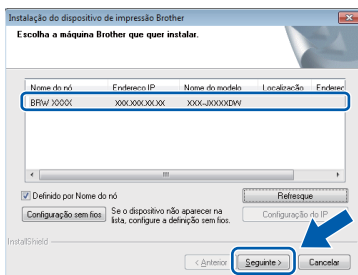 Instalação do dispositivo de impressão Brother
Escolha a máquina Brother que quer instalar.
Nome do nó Endereço IP Nome do modelo Localização Endereç
BRW XXXX XXX.XXX.XX.XX XXX-JXXXXDW
Definido por Nome do nó
Refresque
Configuração sem fios
Se o dispositivo não aparecer na
lista, configure a definição sem fios.
Configuração do IP
InstallShield
< Anterior Seguinte > Cancelar